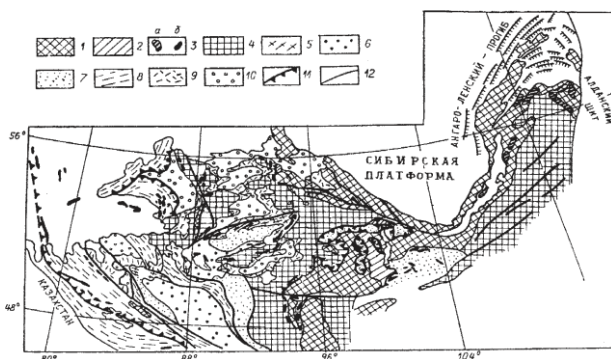 а б
1 2 3 4 5 6
7 8 9 10 11 12
АНГАРО-ЛЕНСКИЙ - ПРОГИБ
АЛДАНСКИЙ
ЩИТ
СИБИРСКАЯ
ПЛАТФОРМА
56°
48°
КАЗАХСТАН
96°
104°